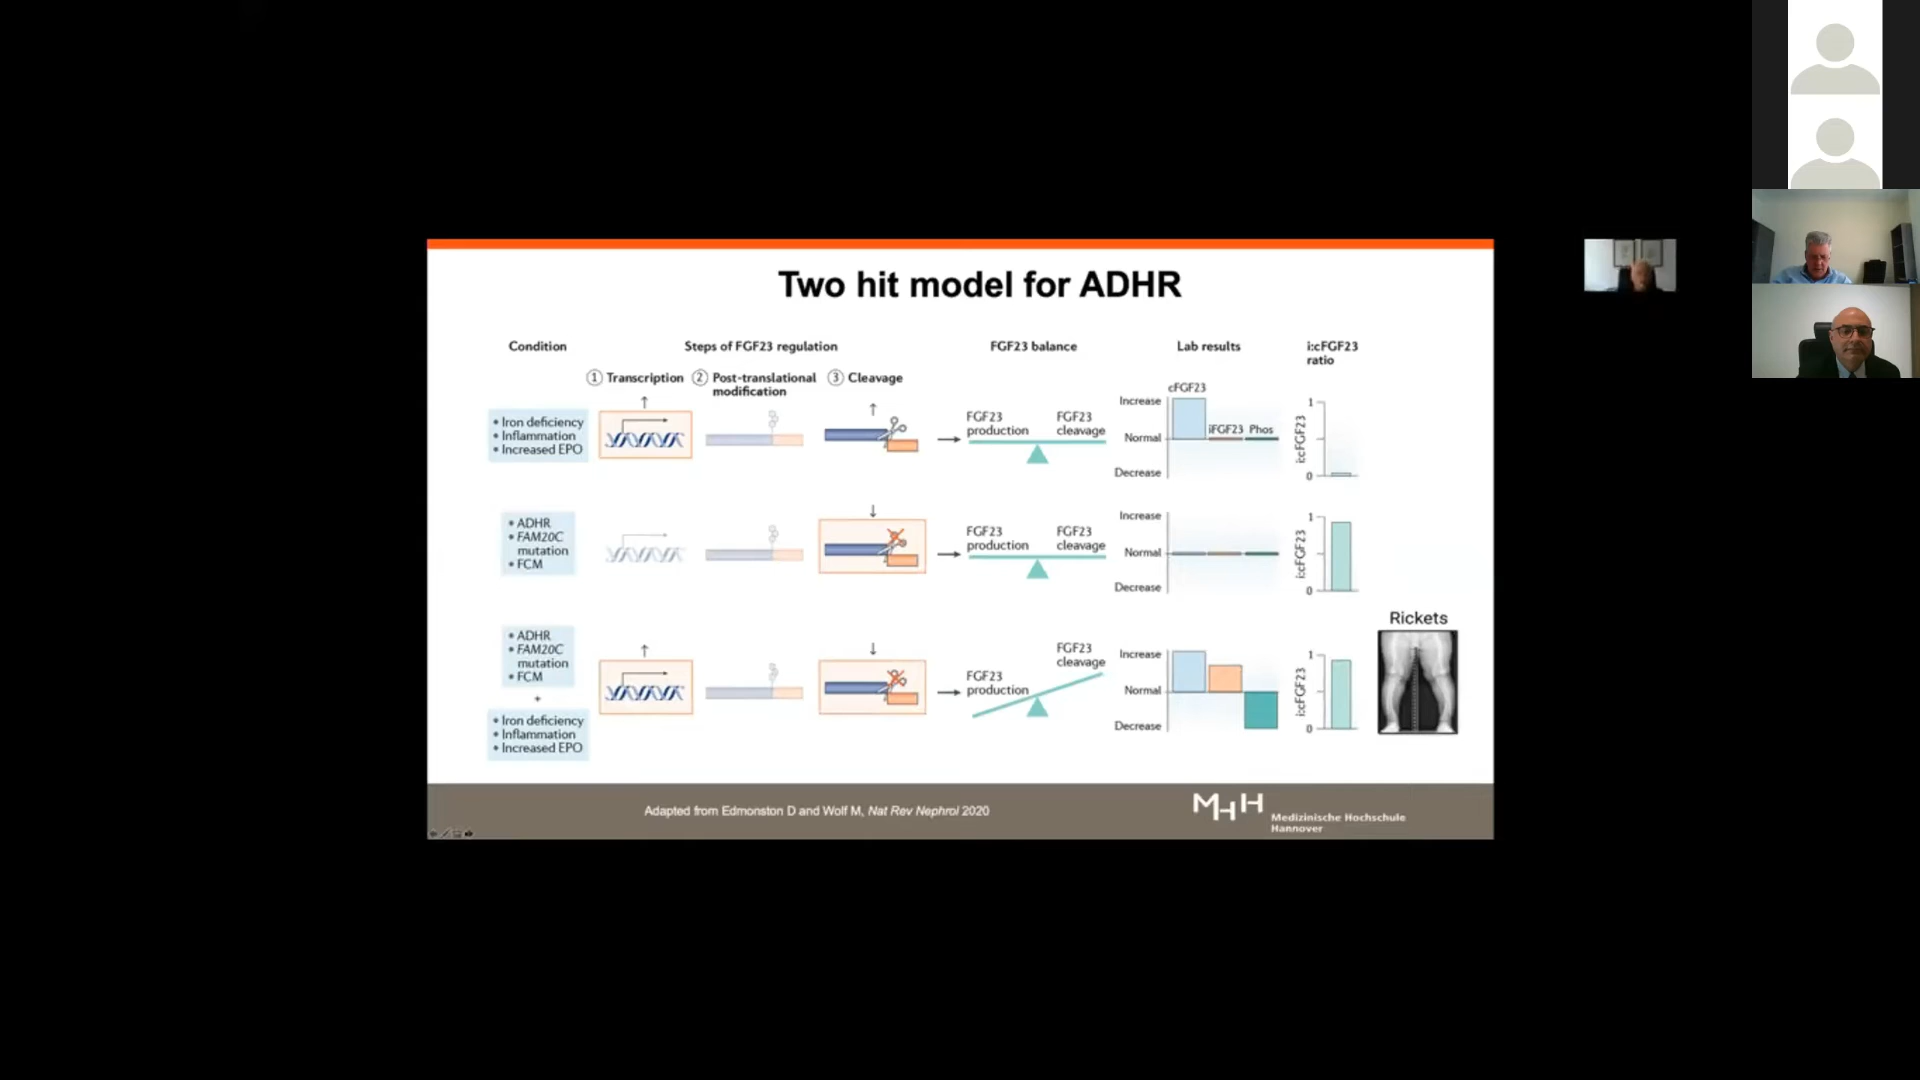 Two hit model for ADHR
Condition
Steps of FGF23 regulation
FGF23 balance
Lab results
i:cFGF23
ratio
1 Transcription
2 Post-translational
modification
3 Cleavage
• Iron deficiency
• Inflammation
• Increased EPO
FGF23
production
FGF23
cleavage
cFGF23
Increase
iFGF23 Phos
Normal
Decrease
i:cFGF23
1
0
• ADHR
• FAM20C
mutation
• FCM
FGF23
production
FGF23
cleavage
Increase
Normal
Decrease
i:cFGF23
1
0
• ADHR
• FAM20C
mutation
• FCM
+
• Iron deficiency
• Inflammation
• Increased EPO
FGF23
production
FGF23
cleavage
Increase
Normal
Decrease
i:cFGF23
1
0
Rickets
Adapted from Edmonston D and Wolf M, Nat Rev Nephrol 2020
MHH
Medizinische Hochschule
Hannover